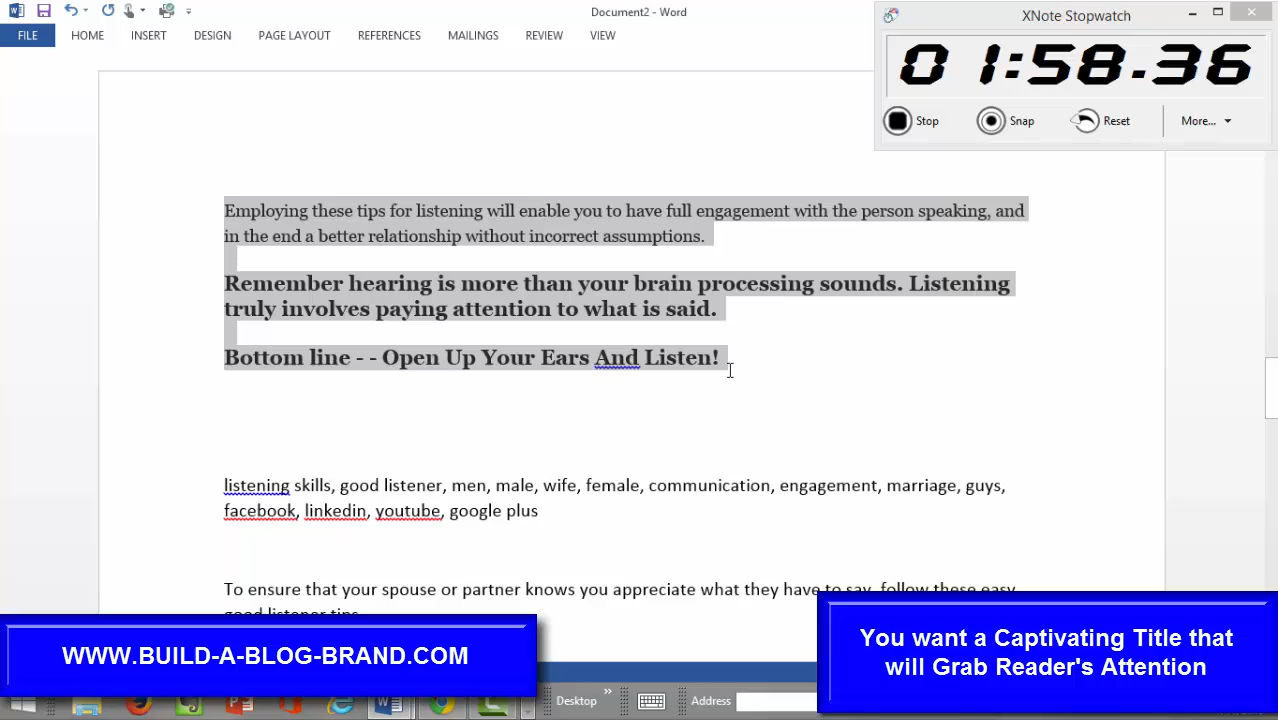 Document2 - Word
XNote Stopwatch
FILE HOME INSERT DESIGN PAGE LAYOUT REFERENCES MAILINGS REVIEW VIEW
01:58.36
Stop Snap Reset More...
Employing these tips for listening will enable you to have full engagement with the person speaking, and
in the end a better relationship without incorrect assumptions.
Remember hearing is more than your brain processing sounds. Listening
truly involves paying attention to what is said.
Bottom line - - Open Up Your Ears And Listen!
listening skills, good listener, men, male, wife, female, communication, engagement, marriage, guys,
facebook, linkedin, youtube, google plus
To ensure that your spouse or partner knows you appreciate what they have to say, follow these easy
good listener tips
WWW.BUILD-A-BLOG-BRAND.COM
You want a Captivating Title that
will Grab Reader's Attention
Desktop Address